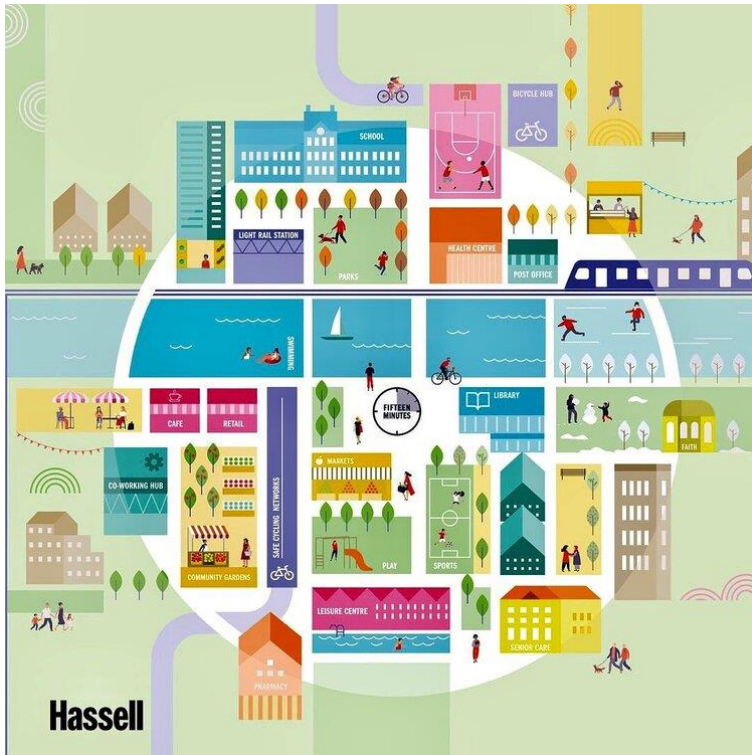 BICYCLE HUB
SCHOOL
LIGHT RAIL STATION
PARKS
HEALTH CENTRE
POST OFFICE
SWIMMING
CAFE
RETAIL
FIFTEEN
MINUTES
LIBRARY
FAITH
CO-WORKING HUB
COMMUNITY GARDENS
SAFE CYCLING NETWORKS
MARKETS
PLAY
SPORTS
LEISURE CENTRE
SENIOR CARE
PHARMACY
Hassell